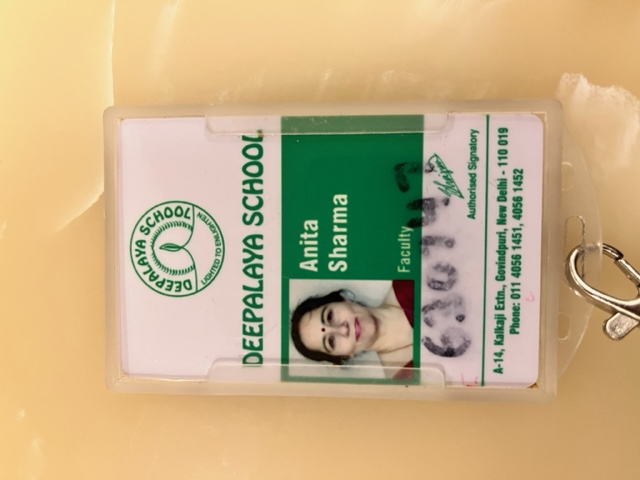 DEEPALAYA SCHOOL
LIGHTED TO ENLIGHTEN
DEEPALAYA SCHOOL
Anita
Sharma
Faculty
Authorised Signatory
A-14, Kalkaji Extn., Govindpuri, New Delhi - 110 019
Phone: 011 4056 1451, 4056 1452